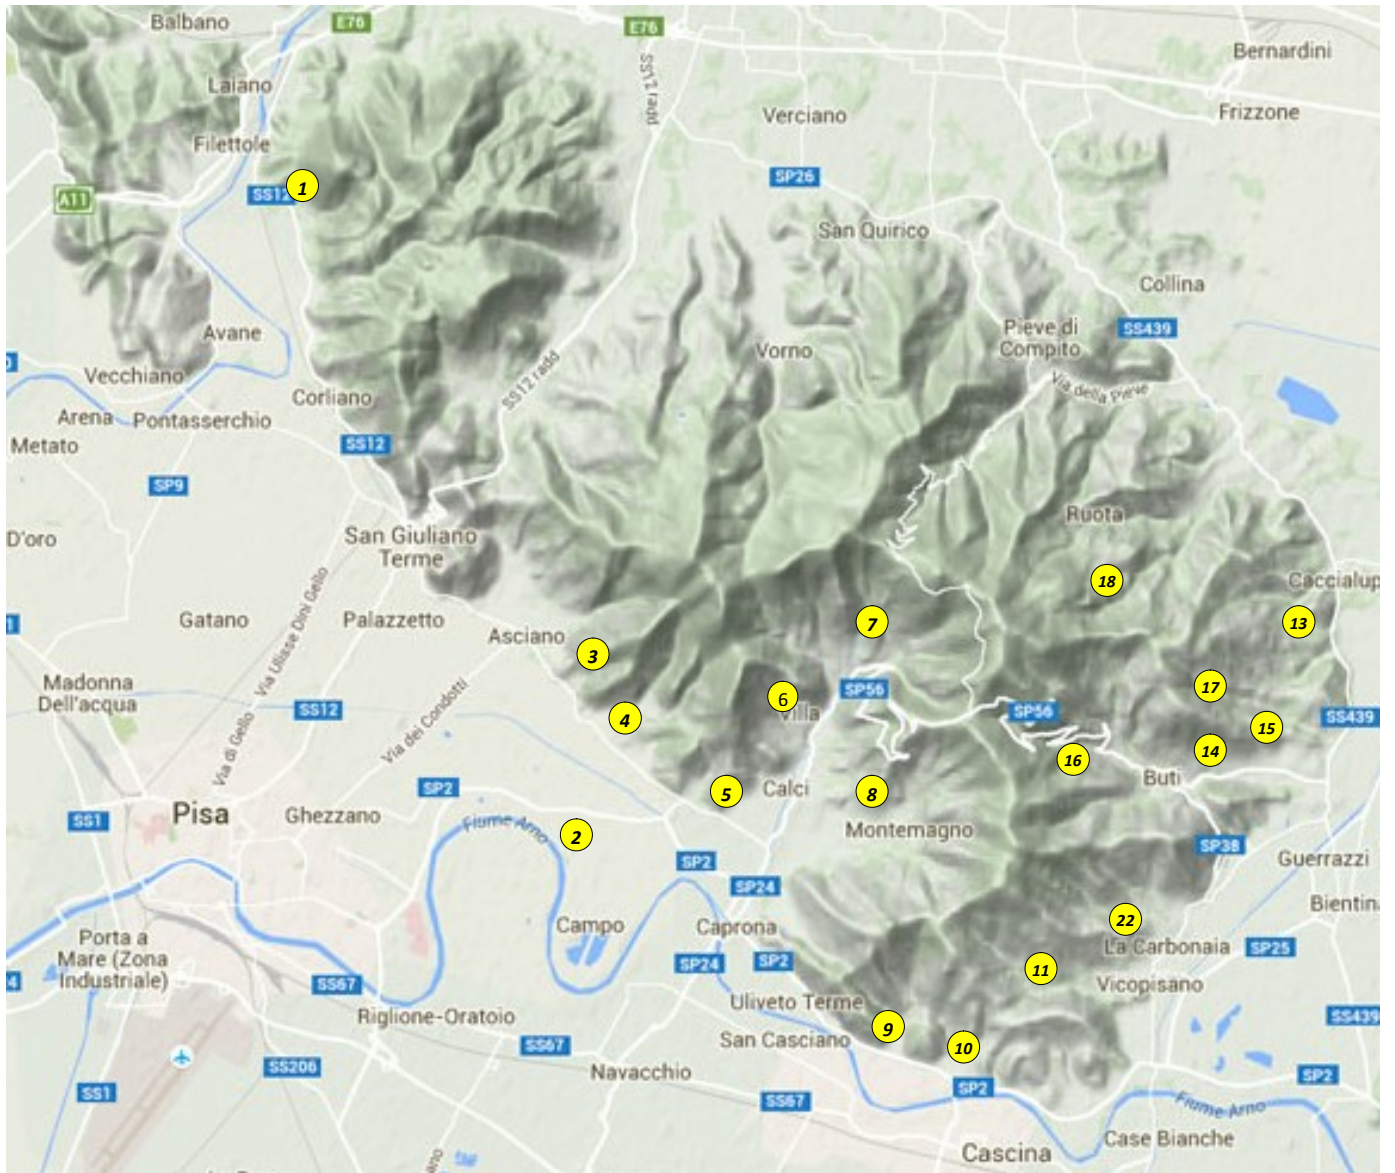 Balbano
E76
E76
Bernardini
SS12 radd
Laiano
Frizzone
Verciano
Filettole
SP26
1
SS12
A11
San Quirico
Collina
Avane
Pieve di
Compito
SS439
Vorno
Vecchiano
Via della Pieve
SS12 radd
Corliano
Arena
Pontasserchio
Metato
SS12
SP9
Ruota
San Giuliano
Terme
D'oro
18
Caccialup
Via Ulisse Dini Gello
Gatano
Palazzetto
Asciano
7
13
1
3
Madonna
Dell'acqua
SS12
Via dei Condotti
Via di Gello
4
6
Villa
SP56
SP56
17
SS439
15
14
16
Buti
SP2
5
Calci
8
Pisa
SS1
Ghezzano
Fiume Arno
2
Montemagno
SP2
SP38
Guerrazzi
SP24
Bientina
22
Campo
Caprona
La Carbonaia
SP25
Porta a
Mare (Zona
Industriale)
SP24
SP2
11
Vicopisano
4
SS67
Uliveto Terme
9
Riglione-Oratoio
SS439
San Casciano
10
SS67
SS206
Navacchio
SP2
SP2
SS1
SS67
Fiume Arno
Case Bianche
Cascina
ano